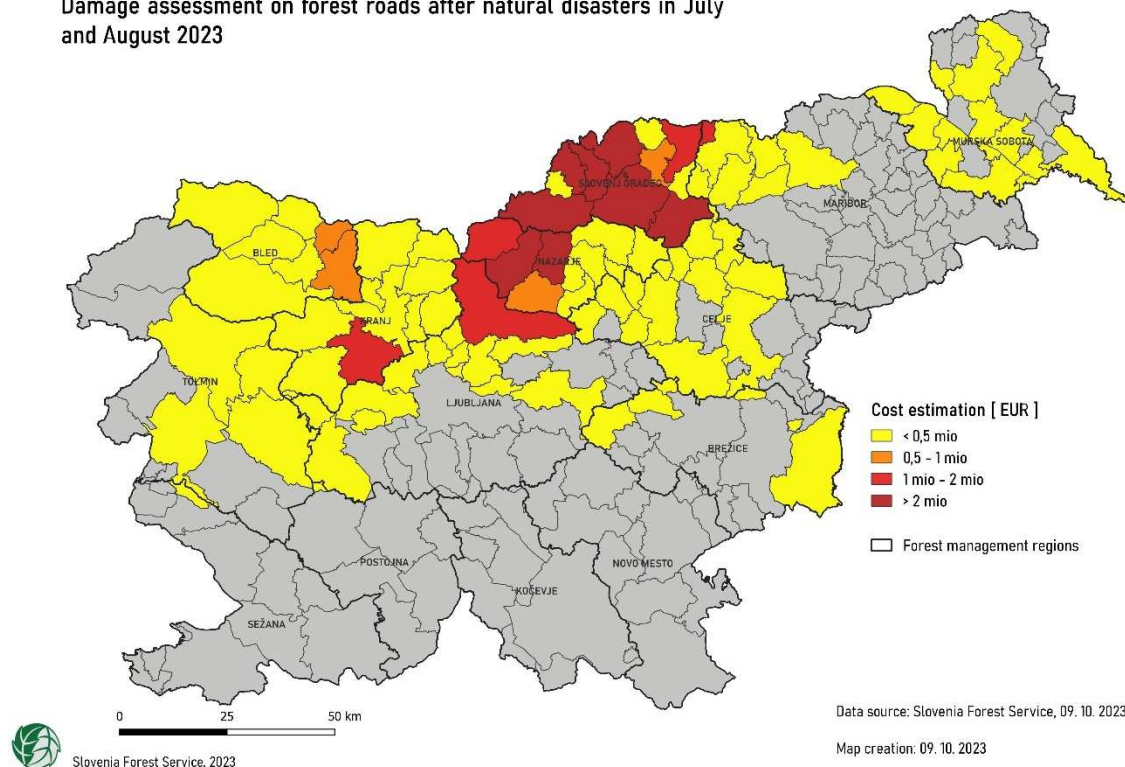 Damage assessment on forest roads after natural disasters in July
and August 2023
MURSKA SOBOTA
SLOVENJ GRADEC
MARIBOR
BLED
NAZARJE
KRANJ
CELJE
TOLMIN
LJUBLJANA
BREŽICE
POSTOJNA
NOVO MESTO
KOČEVJE
SEŽANA
Cost estimation [ EUR ]
< 0,5 mio
0,5 - 1 mio
1 mio - 2 mio
> 2 mio
Forest management regions
0 25 50 km
Slovenia Forest Service, 2023
Data source: Slovenia Forest Service, 09. 10. 2023
Map creation: 09. 10. 2023